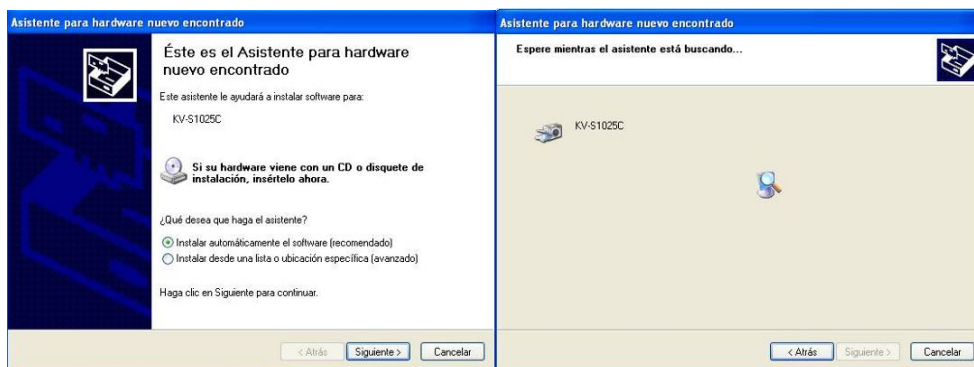 Asistente para hardware nuevo encontrado
Éste es el Asistente para hardware
nuevo encontrado
Este asistente le ayudará a instalar software para:
KV-S1025C
Si su hardware viene con un CD o disquete de
instalación, insértelo ahora.
¿Qué desea que haga el asistente?
Instalar automáticamente el software (recomendado)
Instalar desde una lista o ubicación específica (avanzado)
Haga clic en Siguiente para continuar.
< Atrás
Siguiente >
Cancelar
Asistente para hardware nuevo encontrado
Espere mientras el asistente está buscando...
KV-S1025C
< Atrás
Siguiente >
Cancelar